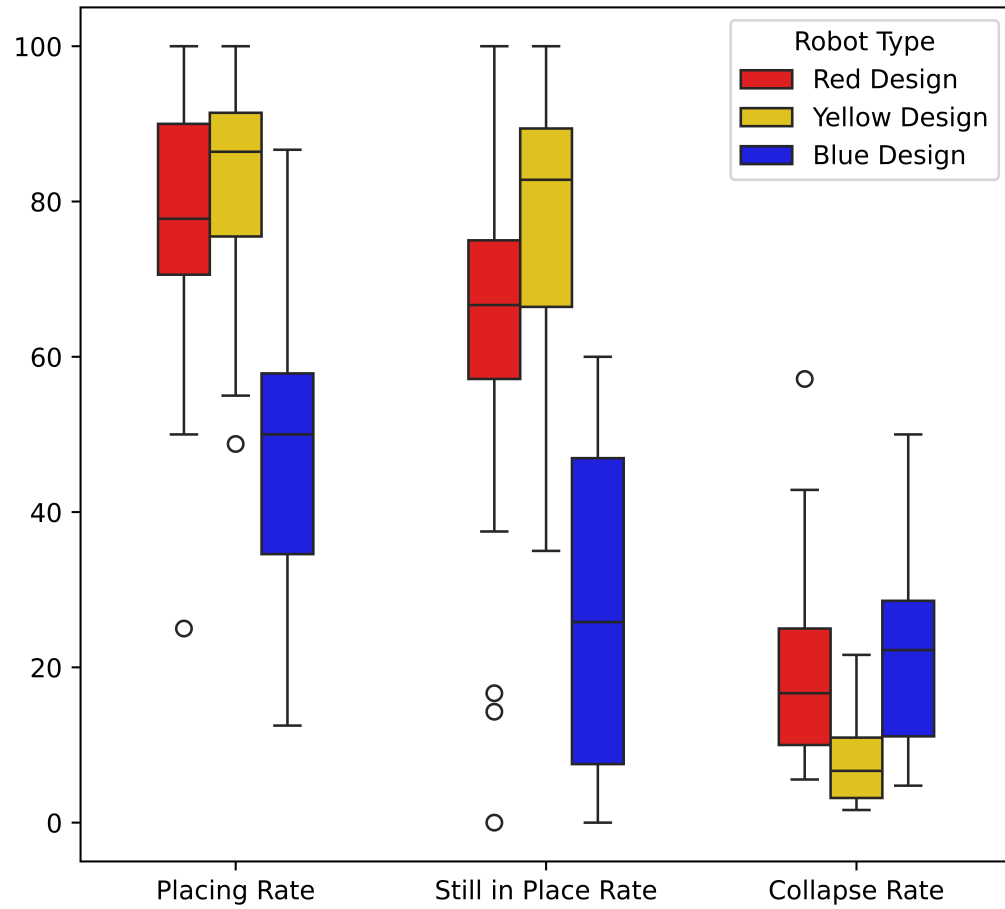 Robot Type
Red Design
Yellow Design
Blue Design
100
80
60
40
20
0
Placing Rate
Still in Place Rate
Collapse Rate